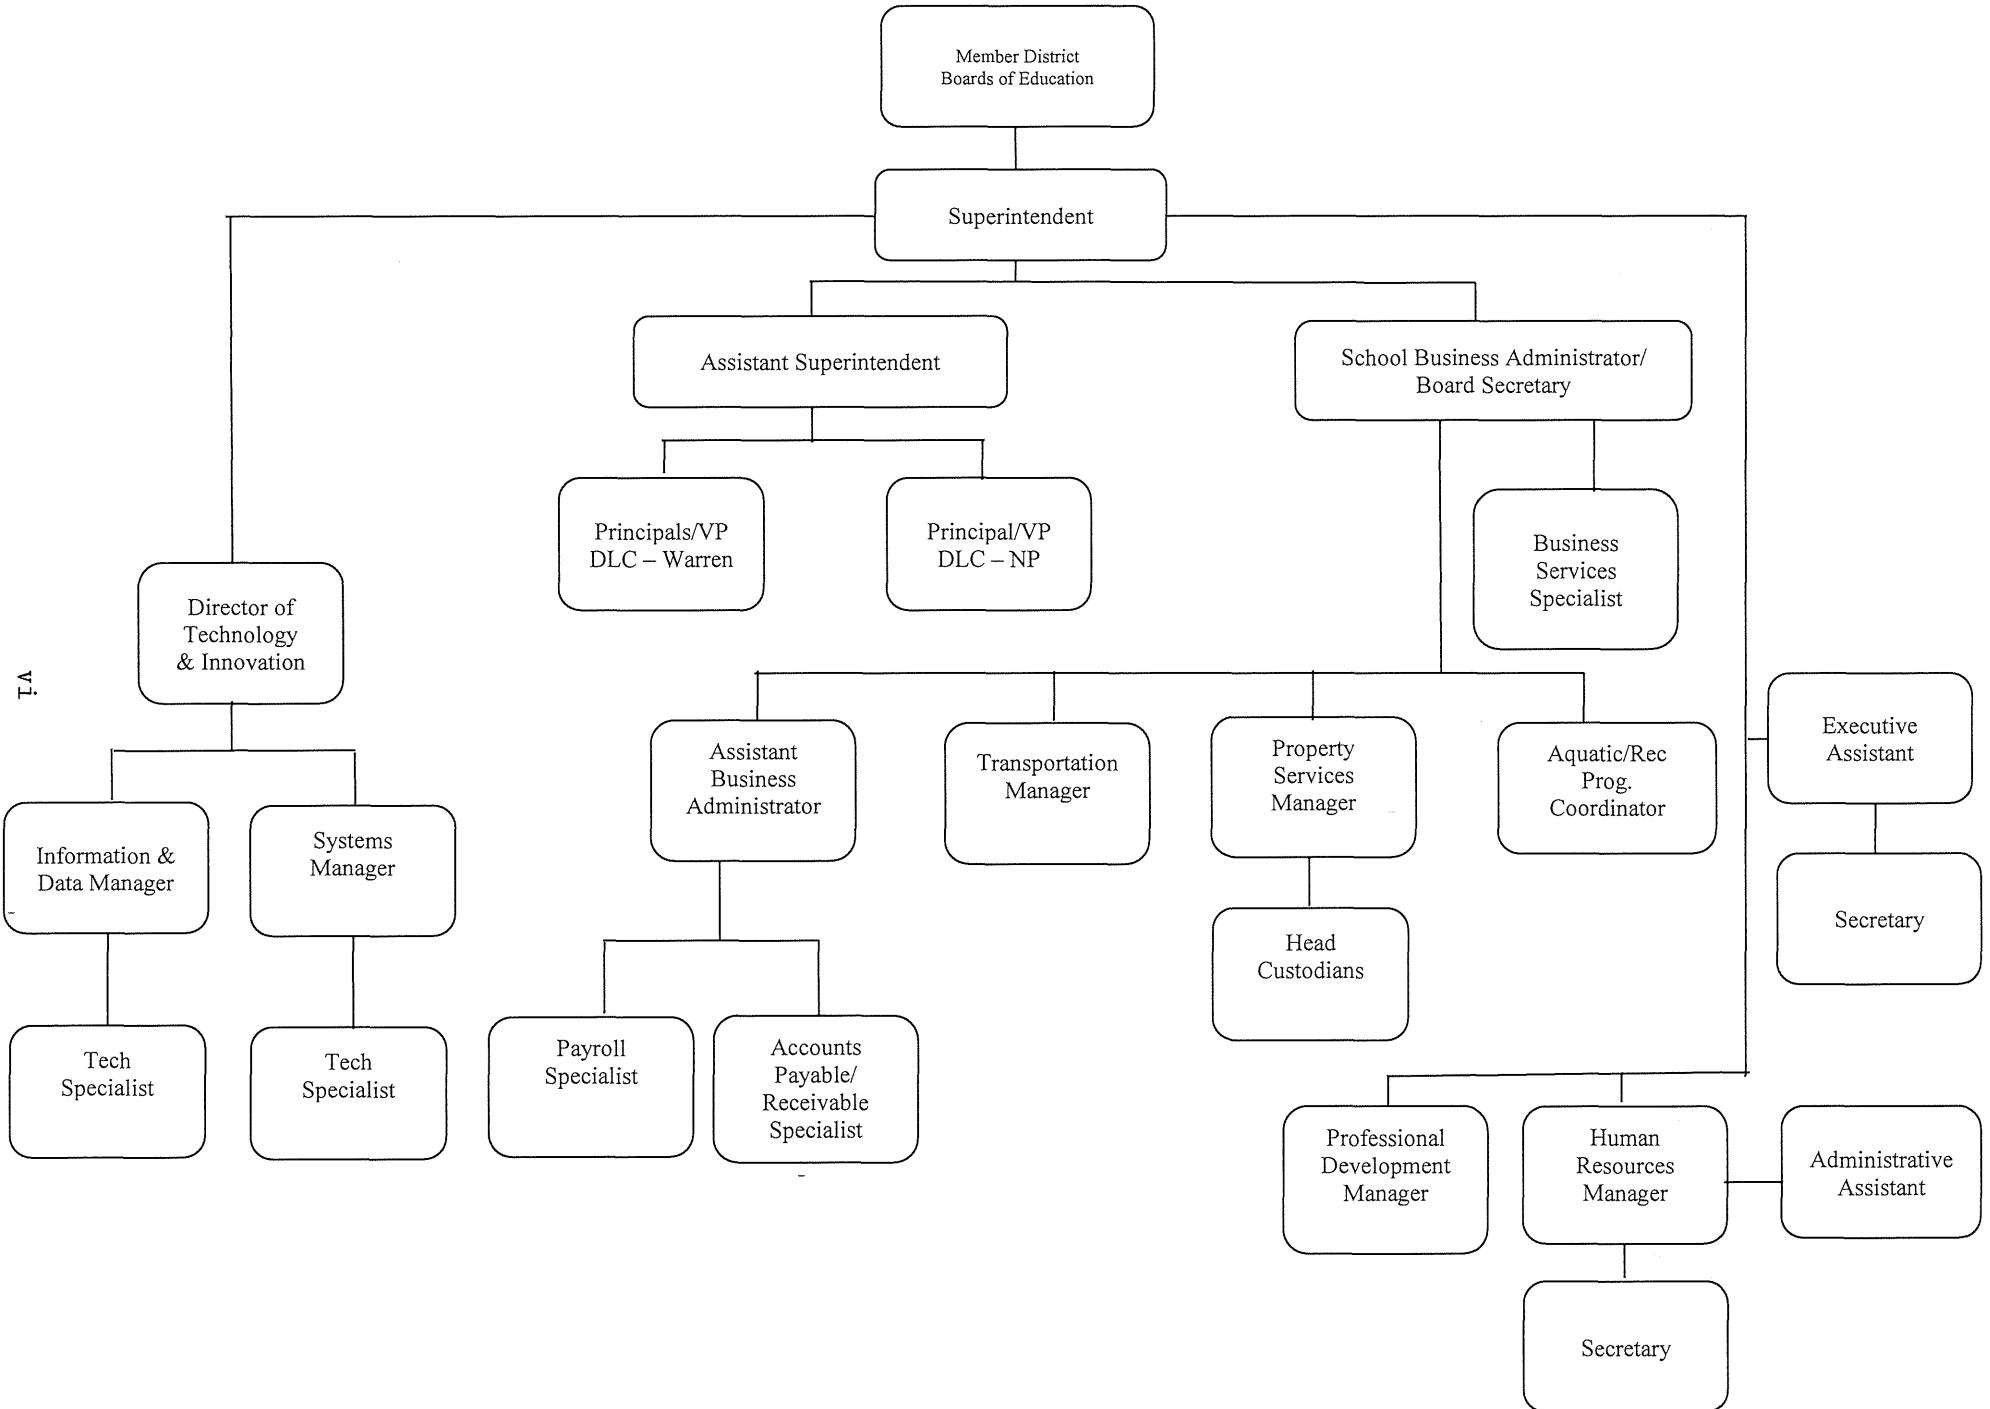 Member District
Boards of Education
Superintendent
Assistant Superintendent
School Business Administrator/
Board Secretary
Principals/VP
DLC – Warren
Principal/VP
DLC – NP
Business
Services
Specialist
Director of
Technology
& Innovation
vi
Executive
Assistant
Assistant
Business
Administrator
Transportation
Manager
Property
Services
Manager
Aquatic/Rec
Prog.
Coordinator
Information &
Data Manager
Systems
Manager
Secretary
Head
Custodians
Tech
Specialist
Tech
Specialist
Payroll
Specialist
Accounts
Payable/
Receivable
Specialist
Professional
Development
Manager
Human
Resources
Manager
Administrative
Assistant
Secretary